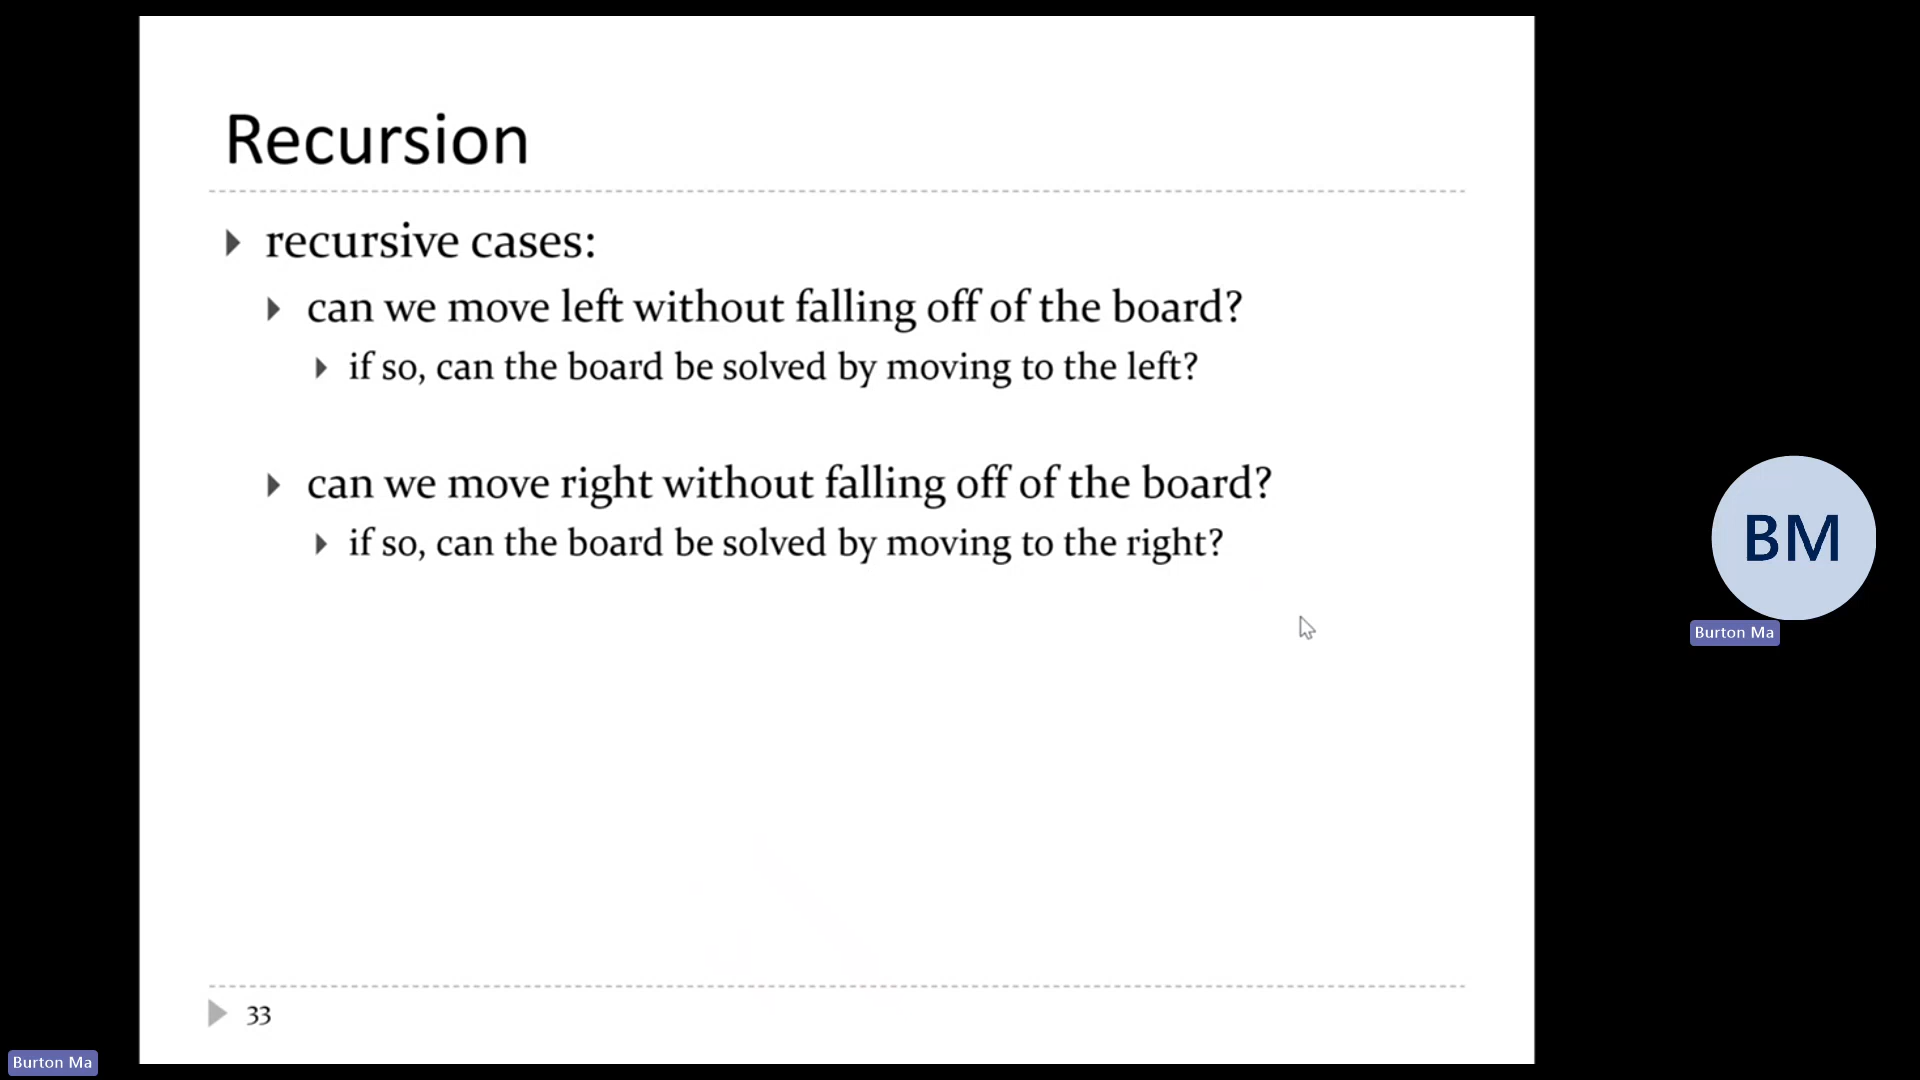 Recursion
recursive cases:
can we move left without falling off of the board?
if so, can the board be solved by moving to the left?
can we move right without falling off of the board?
if so, can the board be solved by moving to the right?
BM
Burton Ma
33
Burton Ma